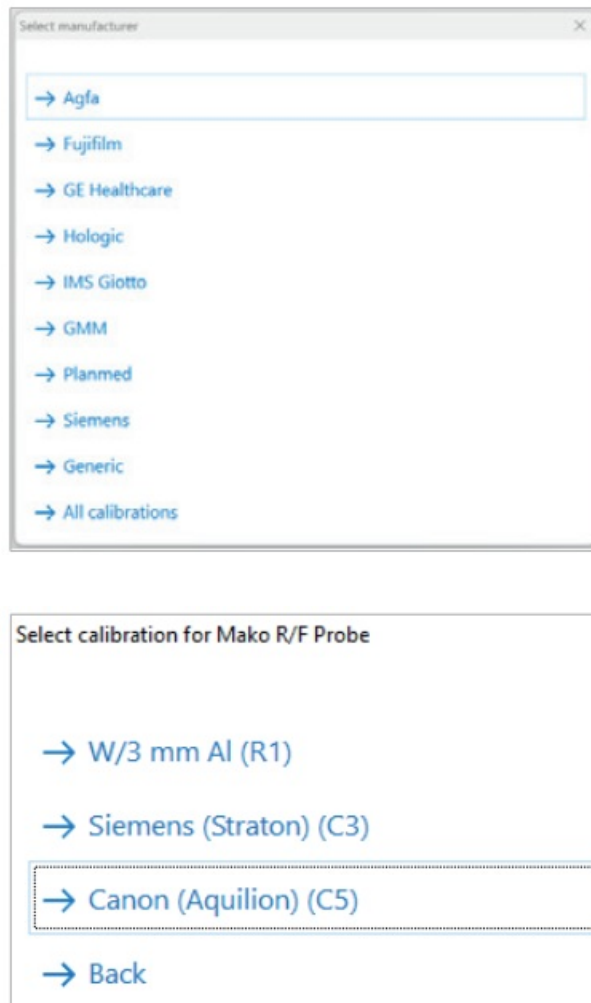 Select manufacturer
→ Agfa
→ Fujifilm
→ GE Healthcare
→ Hologic
→ IMS Giotto
→ GMM
→ Planmed
→ Siemens
→ Generic
→ All calibrations
Select calibration for Mako R/F Probe
→ W/3 mm Al (R1)
→ Siemens (Straton) (C3)
→ Canon (Aquilion) (C5)
→ Back